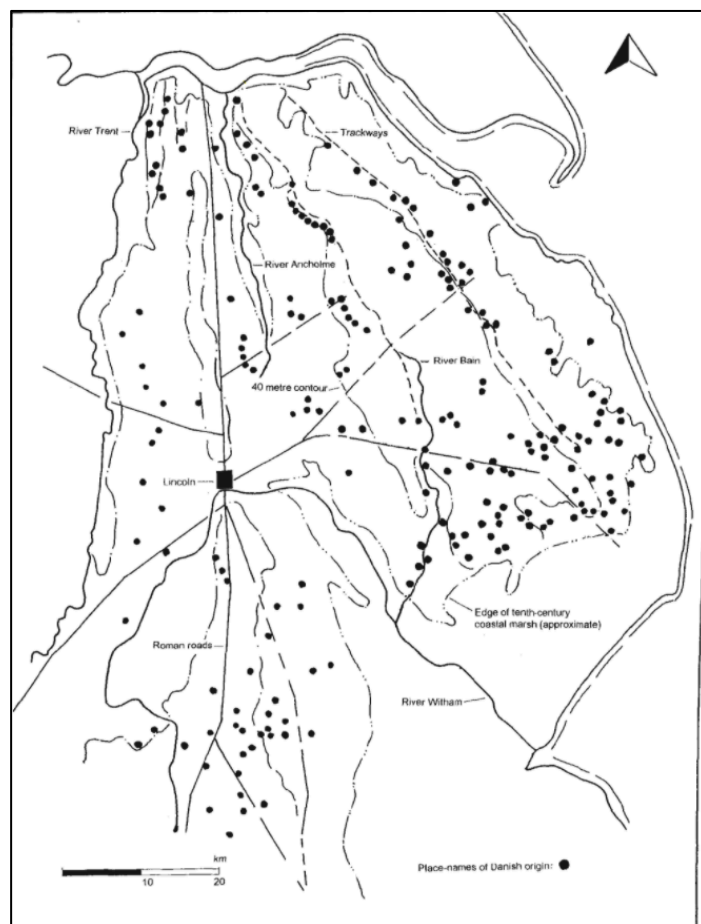 River Trent
Trackways
River Ancholme
River Bain
40 metre contour
Lincoln
Edge of tenth-century
coastal marsh (approximate)
Roman roads
River Witham
km
10
20
Place-names of Danish origin: